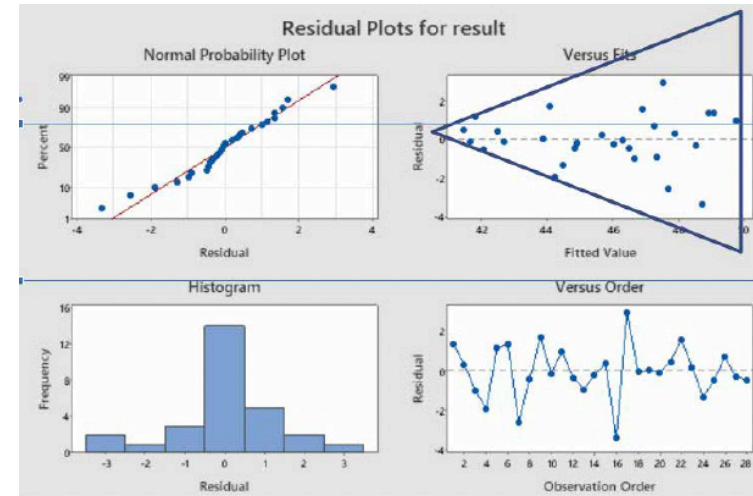 Residual Plots for result
Normal Probability Plot
99
90
50
10
1
Percent
-4 -2 0 2 4
Residual
Versus Fits
2
0
-2
-4
Residual
42 44 46 48 50
Fitted Value
Histogram
16
12
8
4
0
Frequency
-3 -2 -1 0 1 2 3
Residual
Versus Order
2
0
-2
-4
Residual
2 4 6 8 10 12 14 16 18 20 22 24 26 28
Observation Order